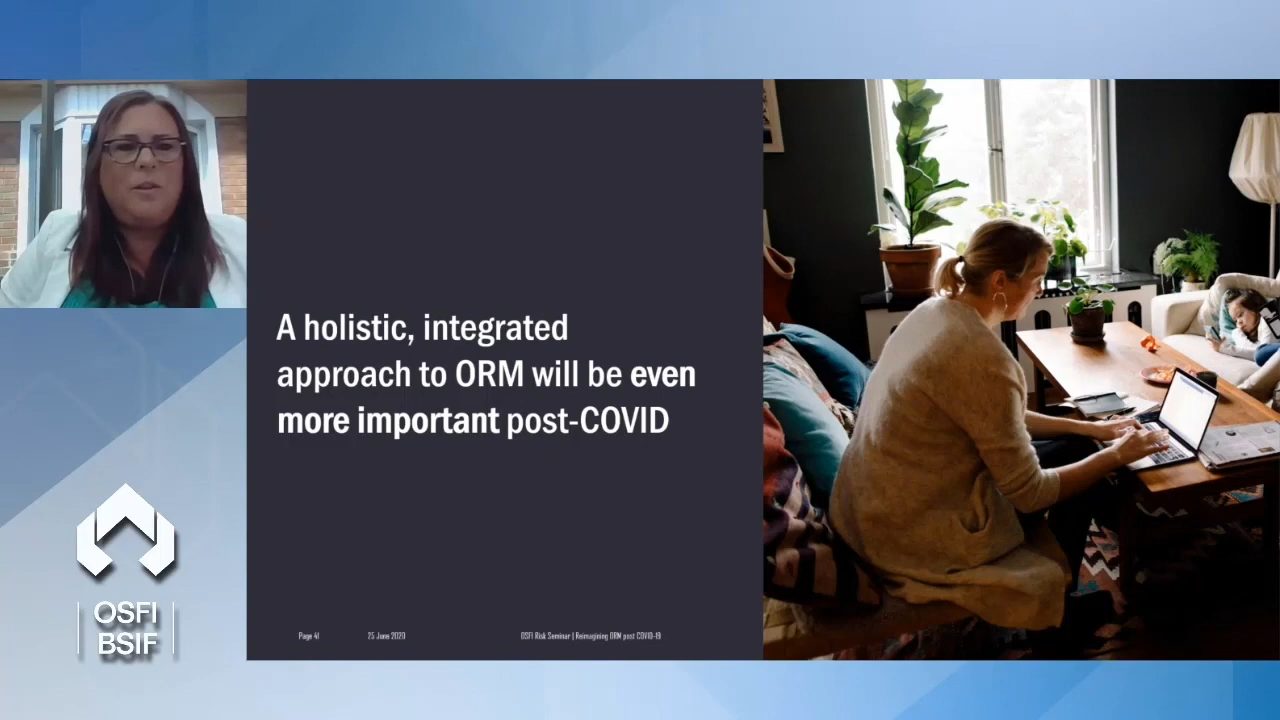 A holistic, integrated
approach to ORM will be even
more important post-COVID
OSFI
BSIF
Page 41
25 June 2020
OSFI Risk Seminar | Reimagining ORM post COVID-19